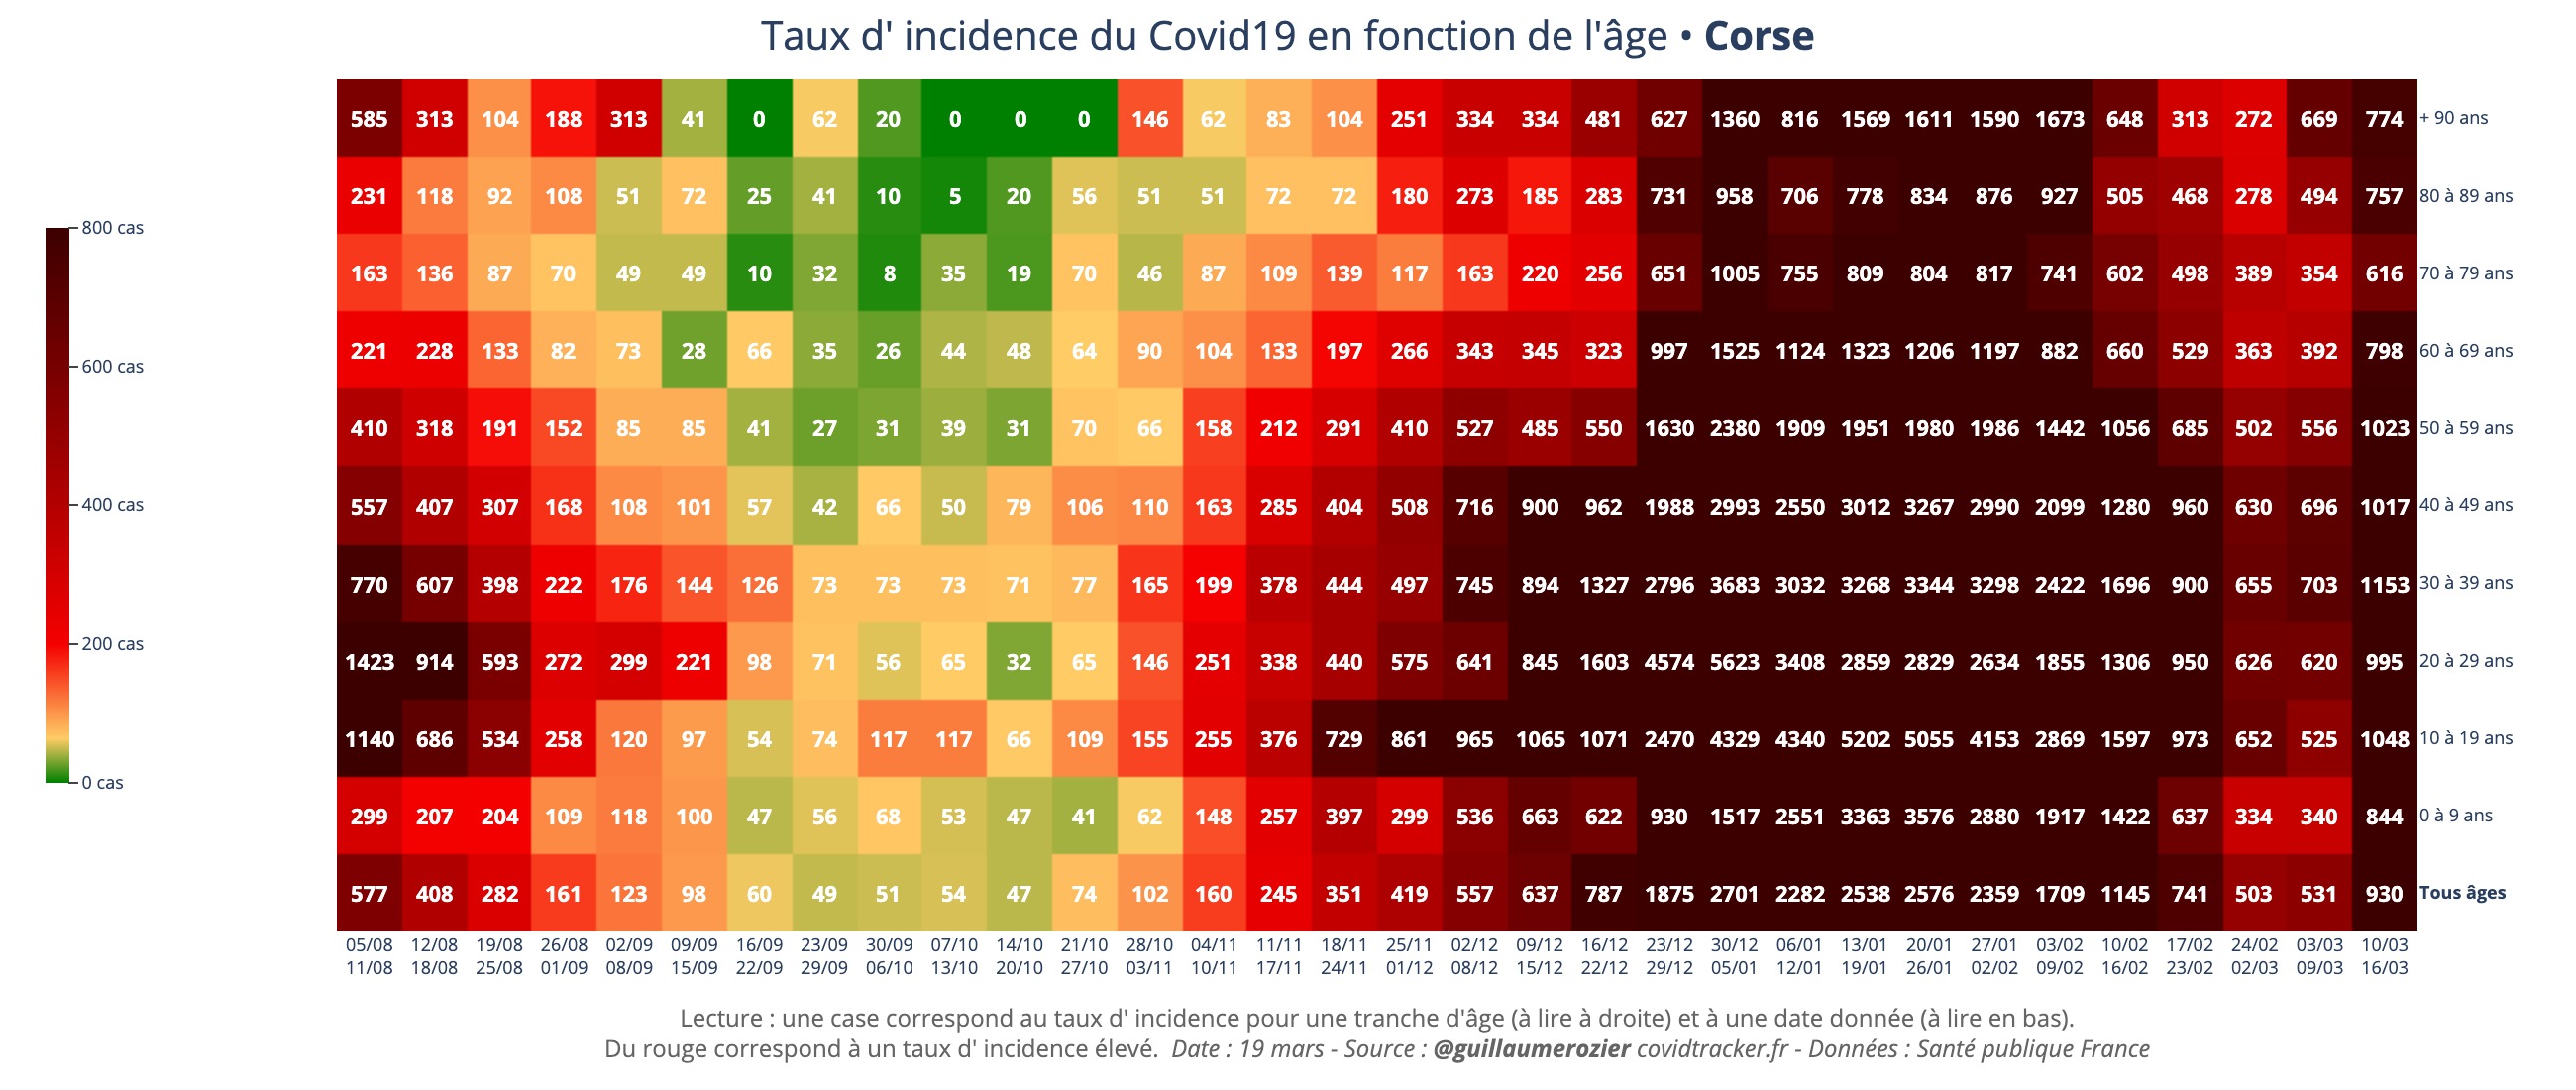 Taux d' incidence du Covid19 en fonction de l'âge • Corse
585 313 104 188 313 41 0 62 20 0 0 0 146 62 83 104 251 334 334 481 627 1360 816 1569 1611 1590 1673 648 313 272 669 774 + 90 ans
231 118 92 108 51 72 25 41 10 5 20 56 51 51 72 72 180 273 185 283 731 958 706 778 834 876 927 505 468 278 494 757 80 à 89 ans
800 cas
163 136 87 70 49 49 10 32 8 35 19 70 46 87 109 139 117 163 220 256 651 1005 755 809 804 817 741 602 498 389 354 616 70 à 79 ans
221 228 133 82 73 28 66 35 26 44 48 64 90 104 133 197 266 343 345 323 997 1525 1124 1323 1206 1197 882 660 529 363 392 798 60 à 69 ans
600 cas
410 318 191 152 85 85 41 27 31 39 31 70 66 158 212 291 410 527 485 550 1630 2380 1909 1951 1980 1986 1442 1056 685 502 556 1023 50 à 59 ans
400 cas
557 407 307 168 108 101 57 42 66 50 79 106 110 163 285 404 508 716 900 962 1988 2993 2550 3012 3267 2990 2099 1280 960 630 696 1017 40 à 49 ans
770 607 398 222 176 144 126 73 73 73 71 77 165 199 378 444 497 745 894 1327 2796 3683 3032 3268 3344 3298 2422 1696 900 655 703 1153 30 à 39 ans
200 cas
1423 914 593 272 299 221 98 71 56 65 32 65 146 251 338 440 575 641 845 1603 4574 5623 3408 2859 2829 2634 1855 1306 950 626 620 995 20 à 29 ans
1140 686 534 258 120 97 54 74 117 117 66 109 155 255 376 729 861 965 1065 1071 2470 4329 4340 5202 5055 4153 2869 1597 973 652 525 1048 10 à 19 ans
0 cas
299 207 204 109 118 100 47 56 68 53 47 41 62 148 257 397 299 536 663 622 930 1517 2551 3363 3576 2880 1917 1422 637 334 340 844 0 à 9 ans
577 408 282 161 123 98 60 49 51 54 47 74 102 160 245 351 419 557 637 787 1875 2701 2282 2538 2576 2359 1709 1145 741 503 531 930 Tous âges
05/08 12/08 19/08 26/08 02/09 09/09 16/09 23/09 30/09 07/10 14/10 21/10 28/10 04/11 11/11 18/11 25/11 02/12 09/12 16/12 23/12 30/12 06/01 13/01 20/01 27/01 03/02 10/02 17/02 24/02 03/03 10/03
11/08 18/08 25/08 01/09 08/09 15/09 22/09 29/09 06/10 13/10 20/10 27/10 03/11 10/11 17/11 24/11 01/12 08/12 15/12 22/12 29/12 05/01 12/01 19/01 26/01 02/02 09/02 16/02 23/02 02/03 09/03 16/03
Lecture : une case correspond au taux d' incidence pour une tranche d'âge (à lire à droite) et à une date donnée (à lire en bas).
Du rouge correspond à un taux d' incidence élevé. Date : 19 mars - Source : @guillaumerozier covidtracker.fr - Données : Santé publique France